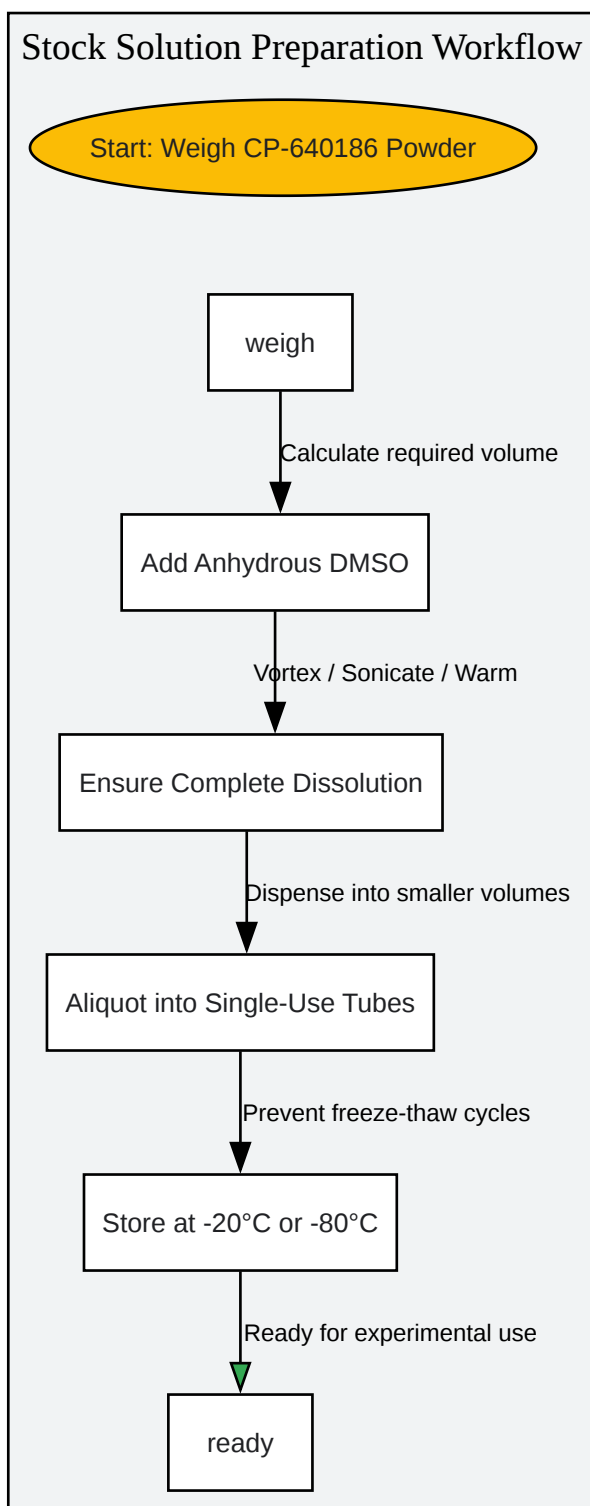 Stock Solution Preparation Workflow
Start: Weigh CP-640186 Powder
weigh
Calculate required volume
Add Anhydrous DMSO
Vortex / Sonicate / Warm
Ensure Complete Dissolution
Dispense into smaller volumes
Aliquot into Single-Use Tubes
Prevent freeze-thaw cycles
Store at -20°C or -80°C
Ready for experimental use
ready